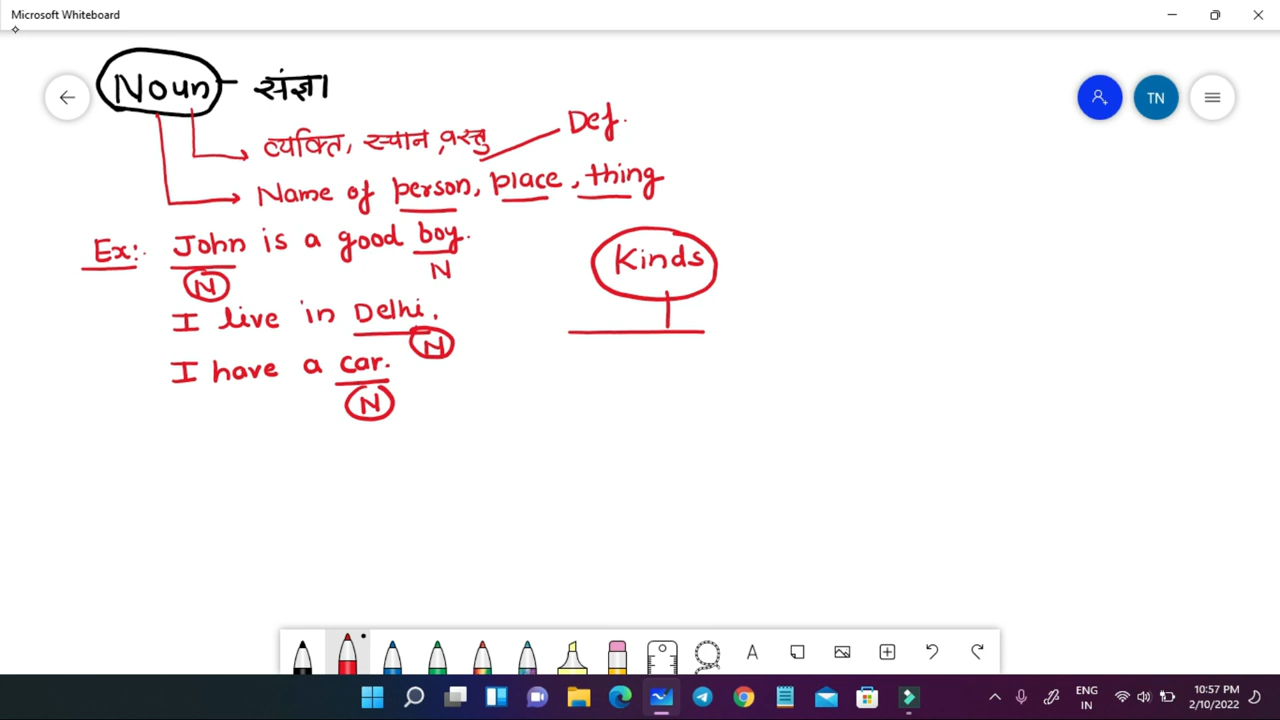 Microsoft Whiteboard
Noun - संज्ञा
TN
व्यक्ति, स्थान, वस्तु
Def.
Name of person, place, thing
Ex:. John is a good boy.
N
N
Kinds
I live in Delhi.
N
I have a car.
N
A
ENG
IN
10:57 PM
2/10/2022